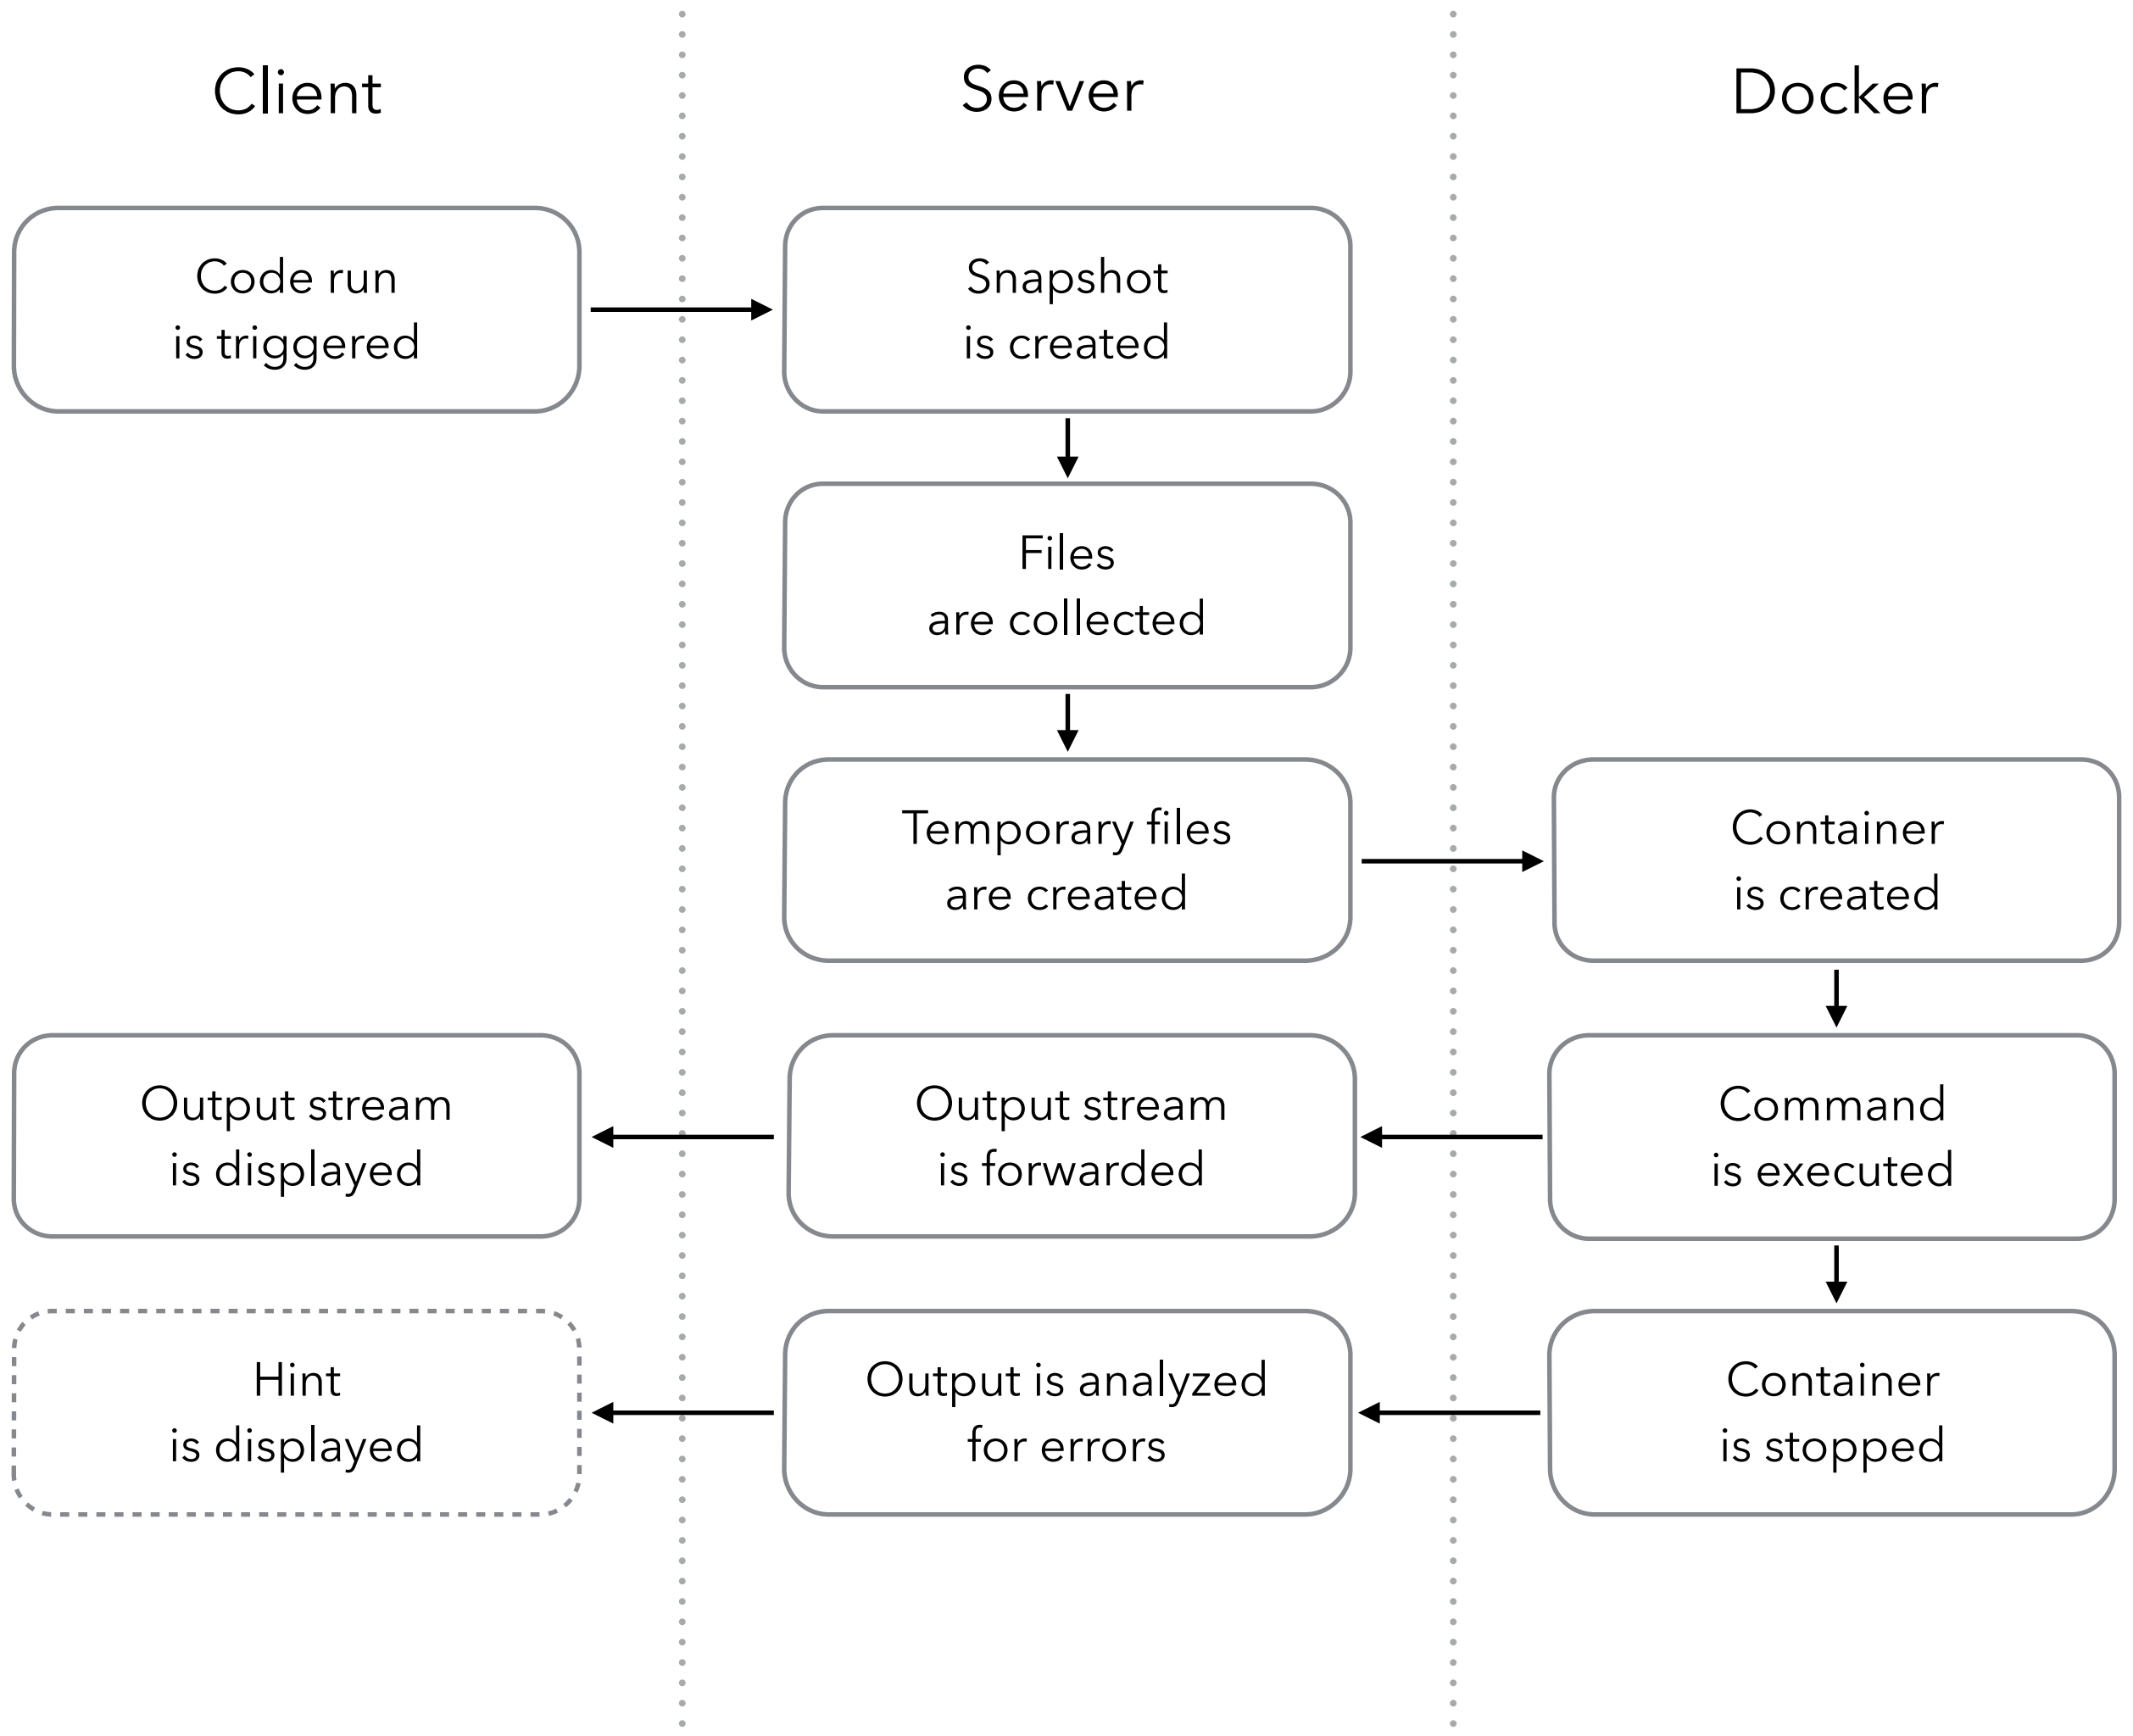 Client
Server
Docker
Code run
is triggered
Snapshot
is created
Files
are collected
Temporary files
are created
Container
is created
Output stream
is displayed
Output stream
is forwarded
Command
is executed
Hint
is displayed
Output is analyzed
for errors
Container
is stopped